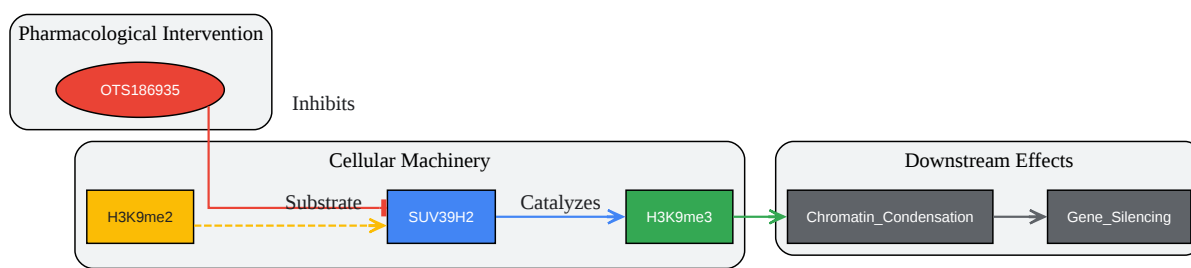 Pharmacological Intervention
OTS186935
Inhibits
Cellular Machinery
Downstream Effects
H3K9me2
Substrate
SUV39H2
Catalyzes
H3K9me3
Chromatin_Condensation
Gene_Silencing